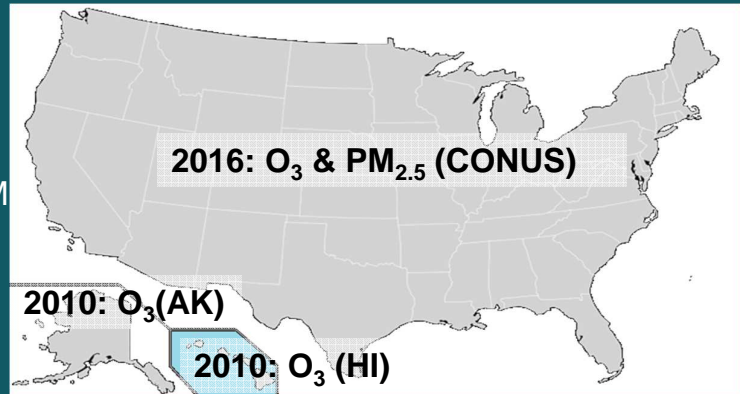 2016: O₃ & PM₂.₅ (CONUS)
M
2010: O₃(AK)
2010: O₃ (HI)